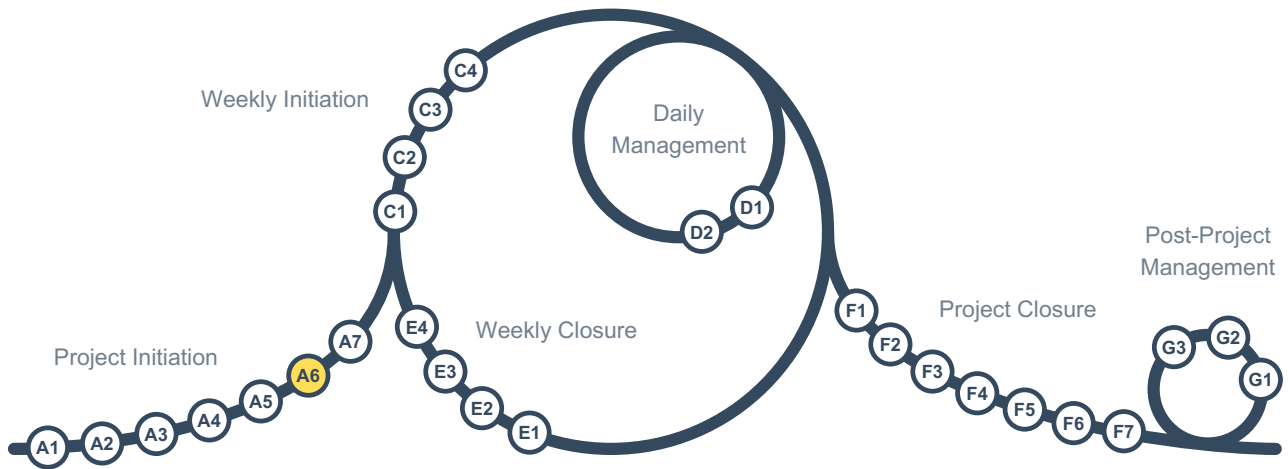 Weekly Initiation
C4
C3
C2
C1
Daily
Management
D1
D2
Post-Project
Management
Project Initiation
A1
A2
A3
A4
A5
A6
A7
Weekly Closure
E4
E3
E2
E1
Project Closure
F1
F2
F3
F4
F5
F6
F7
G3
G2
G1